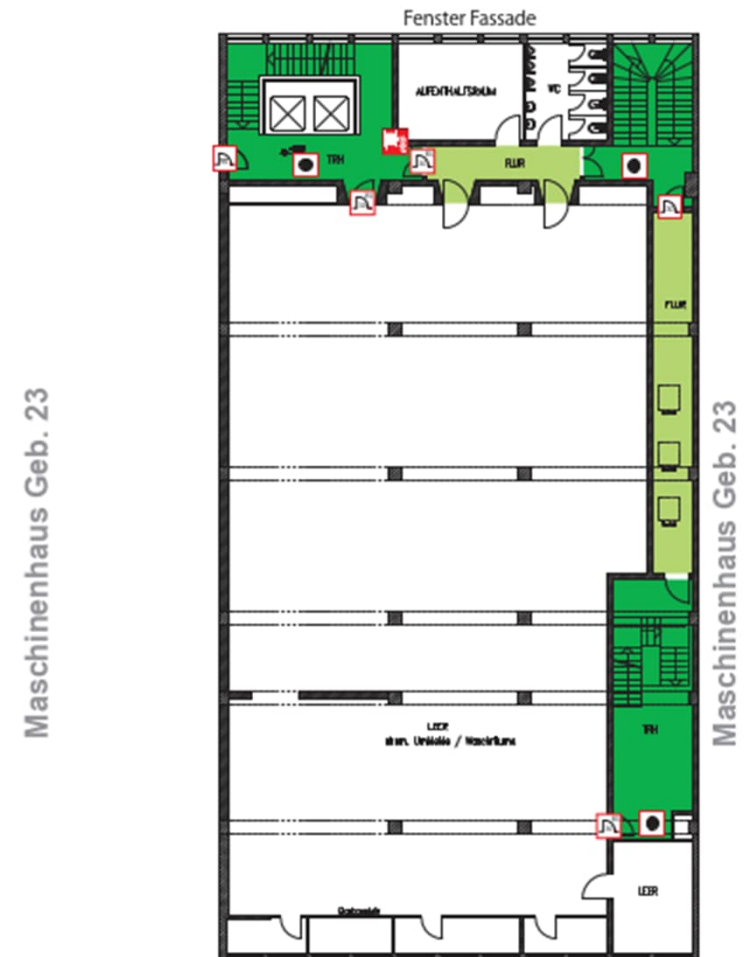 Fenster Fassade
AUFENTHALTSRAUM
WC
TRH
FLUR
FLUR
Maschinenhaus Geb. 23
Maschinenhaus Geb. 23
LEER
/
TRH
LEER